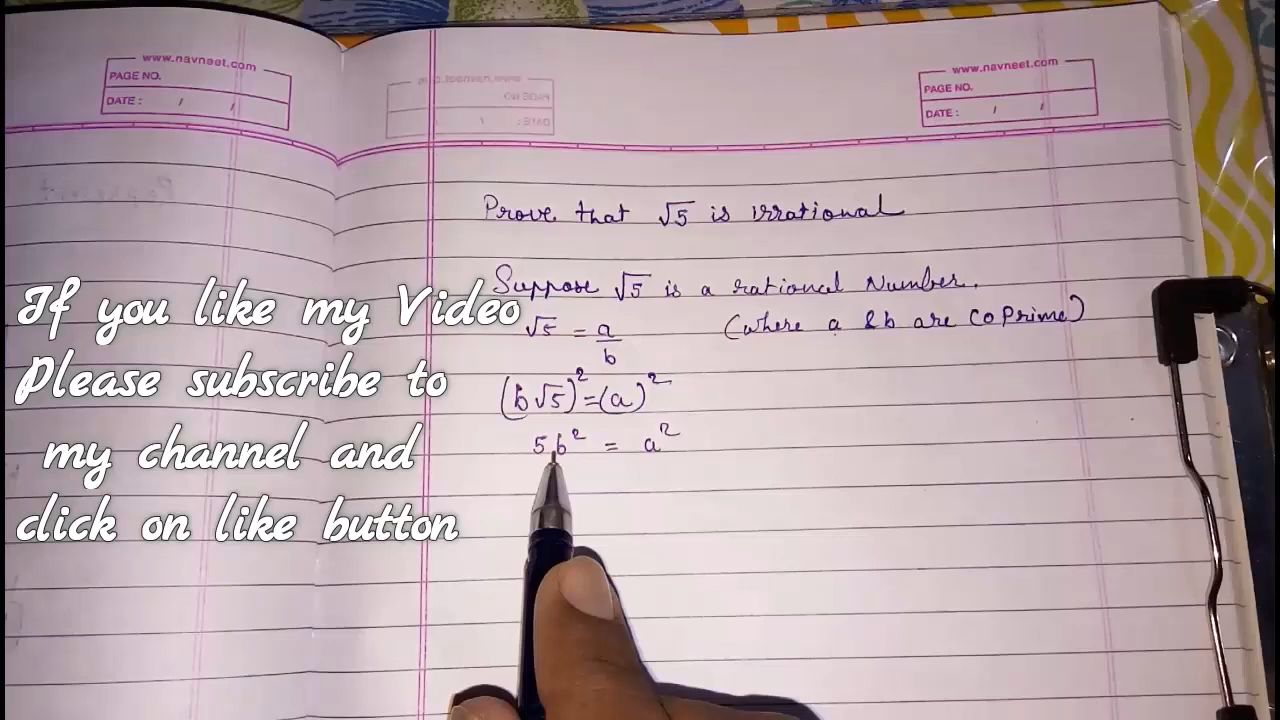 www.navneet.com
PAGE NO.
DATE : / /
www.navneet.com
PAGE NO.
DATE : / /
Prove that √5 is irrational
Suppose √5 is a rational Number.
√5 = a/b (where a & b are coprime)
(b√5)² = (a)²
5b² = a²
If you like my Video
Please subscribe to
my channel and
click on like button